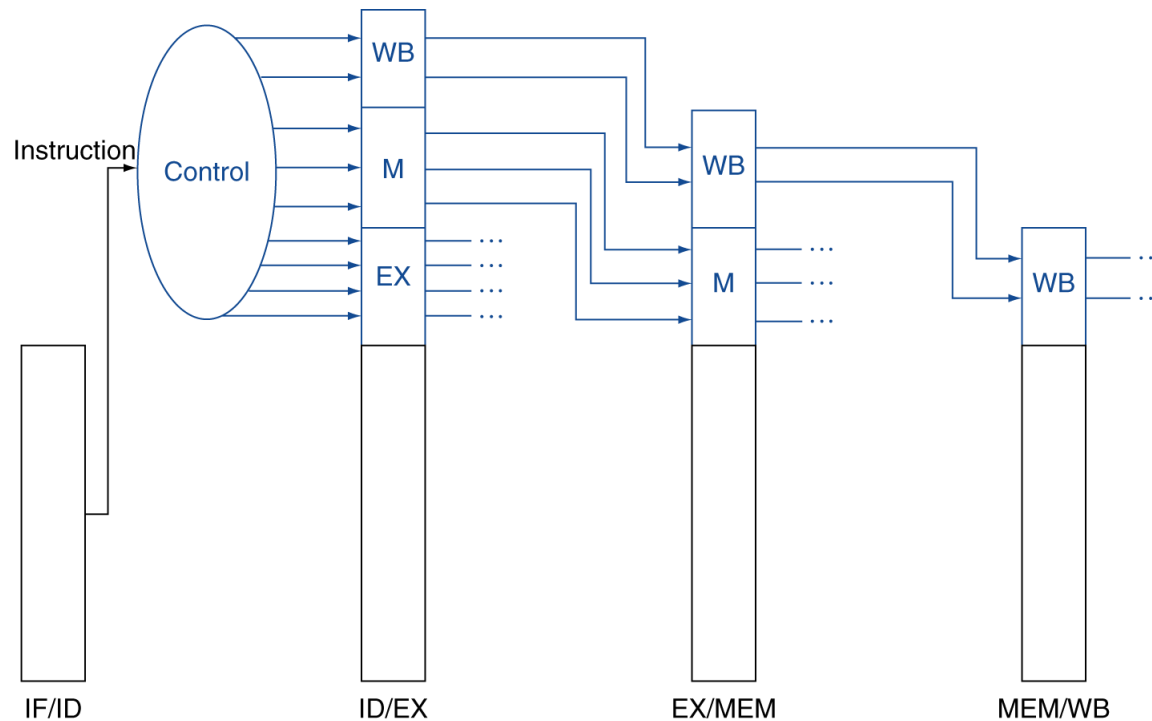 WB
Instruction
Control
M
WB
EX
...
...
...
...
M
...
...
...
WB
..
..
IF/ID
ID/EX
EX/MEM
MEM/WB